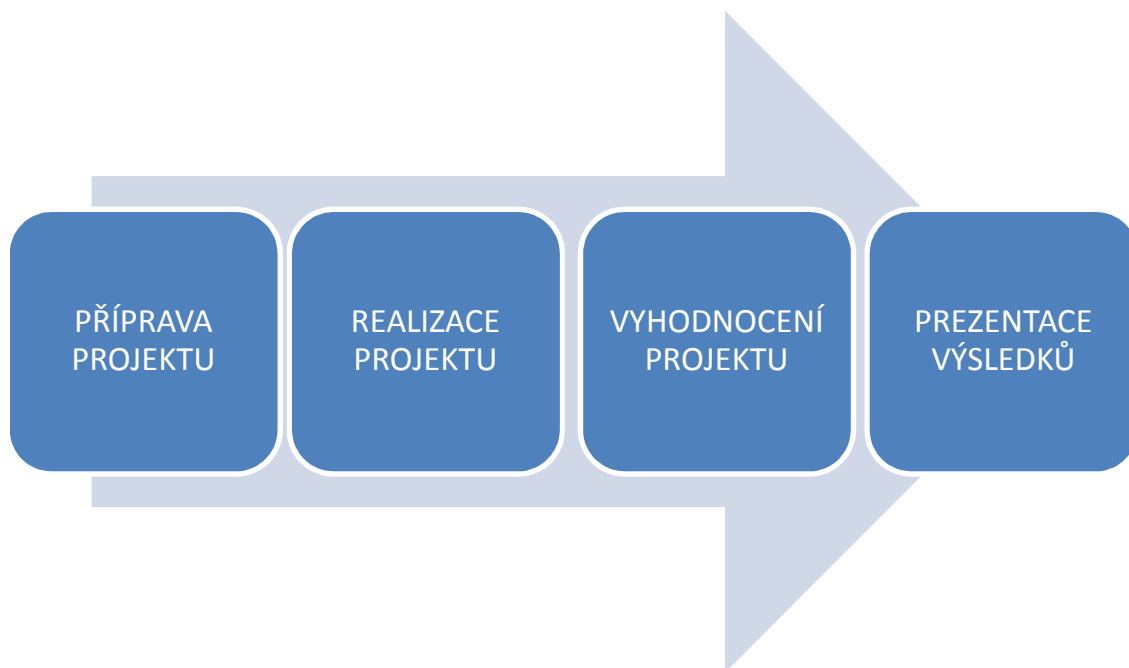 PŘÍPRAVA
PROJEKTU
REALIZACE
PROJEKTU
VYHODNOCENÍ
PROJEKTU
PREZENTACE
VÝSLEDKŮ